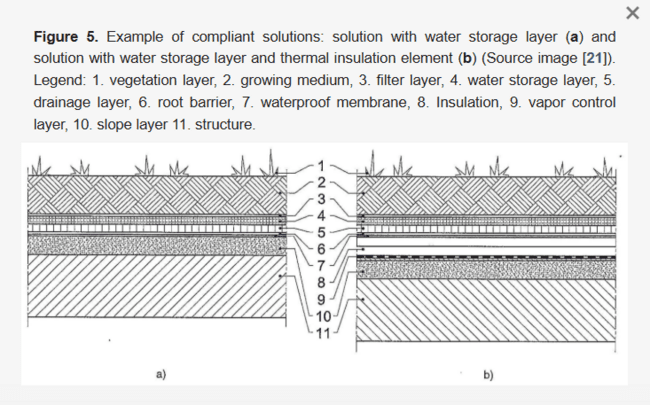 Figure 5. Example of compliant solutions: solution with water storage layer (a) and
solution with water storage layer and thermal insulation element (b) (Source image [21]).
Legend: 1. vegetation layer, 2. growing medium, 3. filter layer, 4. water storage layer, 5.
drainage layer, 6. root barrier, 7. waterproof membrane, 8. Insulation, 9. vapor control
layer, 10. slope layer 11. structure.
1
2
3
4
5
6
7
8
9
10
11
a)
b)